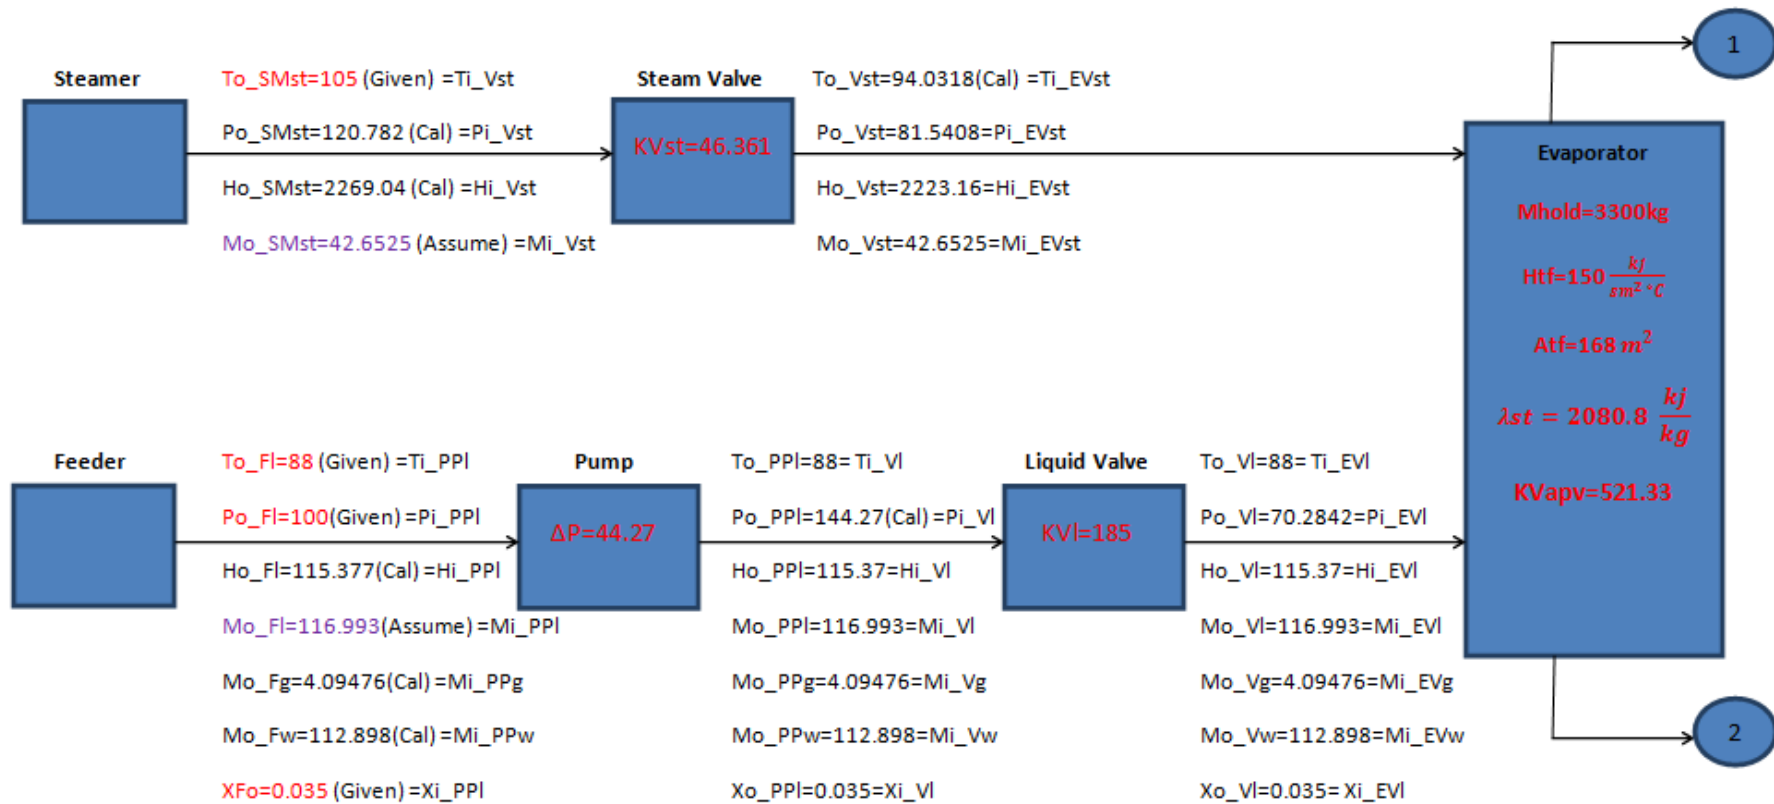 1
Steamer
To_SMst=105 (Given) =Ti_Vst
Steam Valve
To_Vst=94.0318(Cal) =Ti_EVst
Po_SMst=120.782 (Cal) =Pi_Vst
KVst=46.361
Po_Vst=81.5408=Pi_EVst
Evaporator
Ho_SMst=2269.04 (Cal) =Hi_Vst
Ho_Vst=2223.16=Hi_EVst
Mhold=3300kg
Mo_SMst=42.6525 (Assume) =Mi_Vst
Mo_Vst=42.6525=Mi_EVst
Htf=150 kj/sm² °C
Atf=168 m²
λst = 2080.8 kj/kg
KVapv=521.33
Feeder
To_Fl=88 (Given) =Ti_PPl
Pump
To_PPl=88= Ti_Vl
Liquid Valve
To_Vl=88= Ti_EVl
Po_Fl=100(Given) =Pi_PPl
ΔP=44.27
Po_PPl=144.27(Cal) =Pi_Vl
KVl=185
Po_Vl=70.2842=Pi_EVl
Ho_Fl=115.377(Cal) =Hi_PPl
Ho_PPl=115.37=Hi_Vl
Ho_Vl=115.37=Hi_EVl
Mo_Fl=116.993(Assume) =Mi_PPl
Mo_PPl=116.993=Mi_Vl
Mo_Vl=116.993=Mi_EVl
Mo_Fg=4.09476(Cal) =Mi_PPg
Mo_PPg=4.09476=Mi_Vg
Mo_Vg=4.09476=Mi_EVg
Mo_Fw=112.898(Cal) =Mi_PPw
Mo_PPw=112.898=Mi_Vw
Mo_Vw=112.898=Mi_EVw
2
XFo=0.035 (Given) =Xi_PPl
Xo_PPl=0.035=Xi_Vl
Xo_Vl=0.035= Xi_EVl